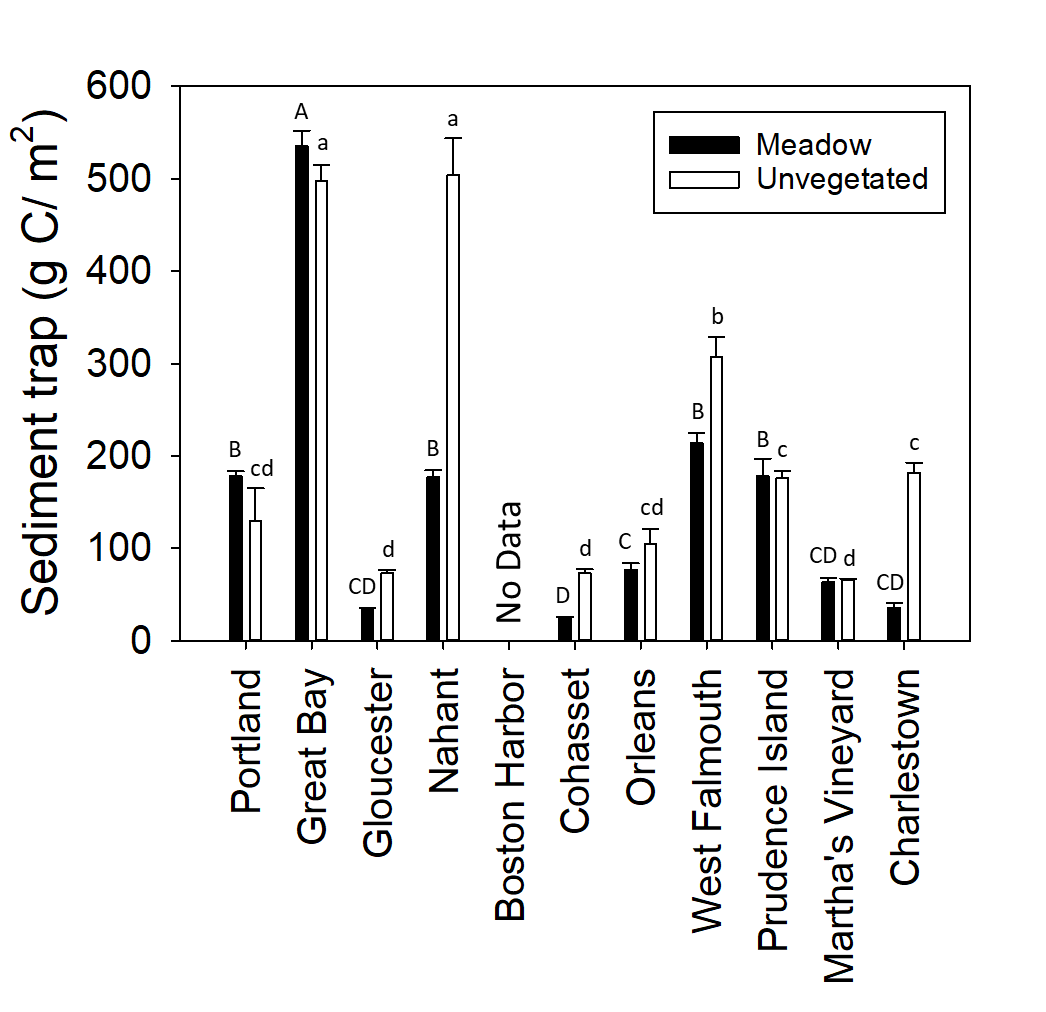 Sediment trap (g C/ m2)
600
500
400
300
200
100
0
Meadow
Unvegetated
B
cd
A
a
CD
d
B
a
No Data
D
d
C
cd
B
b
B
c
CD
d
CD
c
Portland
Great Bay
Gloucester
Nahant
Boston Harbor
Cohasset
Orleans
West Falmouth
Prudence Island
Martha's Vineyard
Charlestown